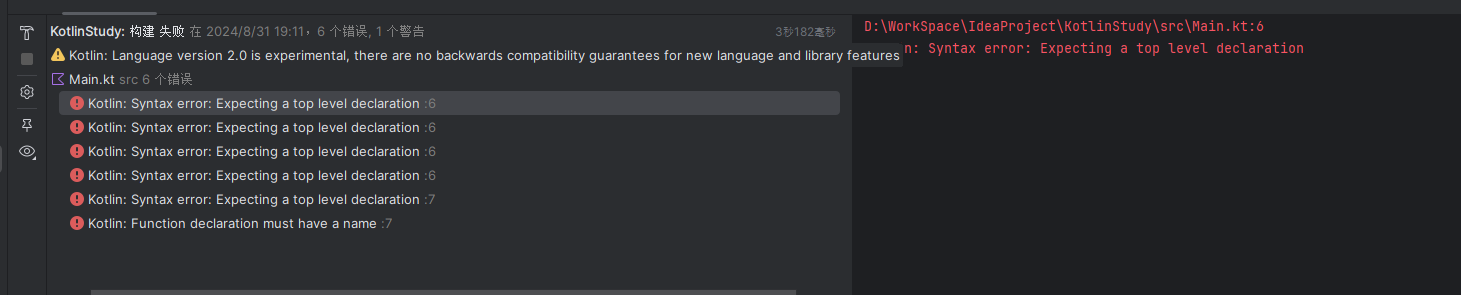 KotlinStudy: 构建 失败 在 2024/8/31 19:11，6 个错误, 1 个警告 3秒182毫秒
Kotlin: Language version 2.0 is experimental, there are no backwards compatibility guarantees for new language and library features
Main.kt src 6 个错误
Kotlin: Syntax error: Expecting a top level declaration :6
Kotlin: Syntax error: Expecting a top level declaration :6
Kotlin: Syntax error: Expecting a top level declaration :6
Kotlin: Syntax error: Expecting a top level declaration :6
Kotlin: Syntax error: Expecting a top level declaration :7
Kotlin: Function declaration must have a name :7
D:\WorkSpace\IdeaProject\KotlinStudy\src\Main.kt:6
n: Syntax error: Expecting a top level declaration